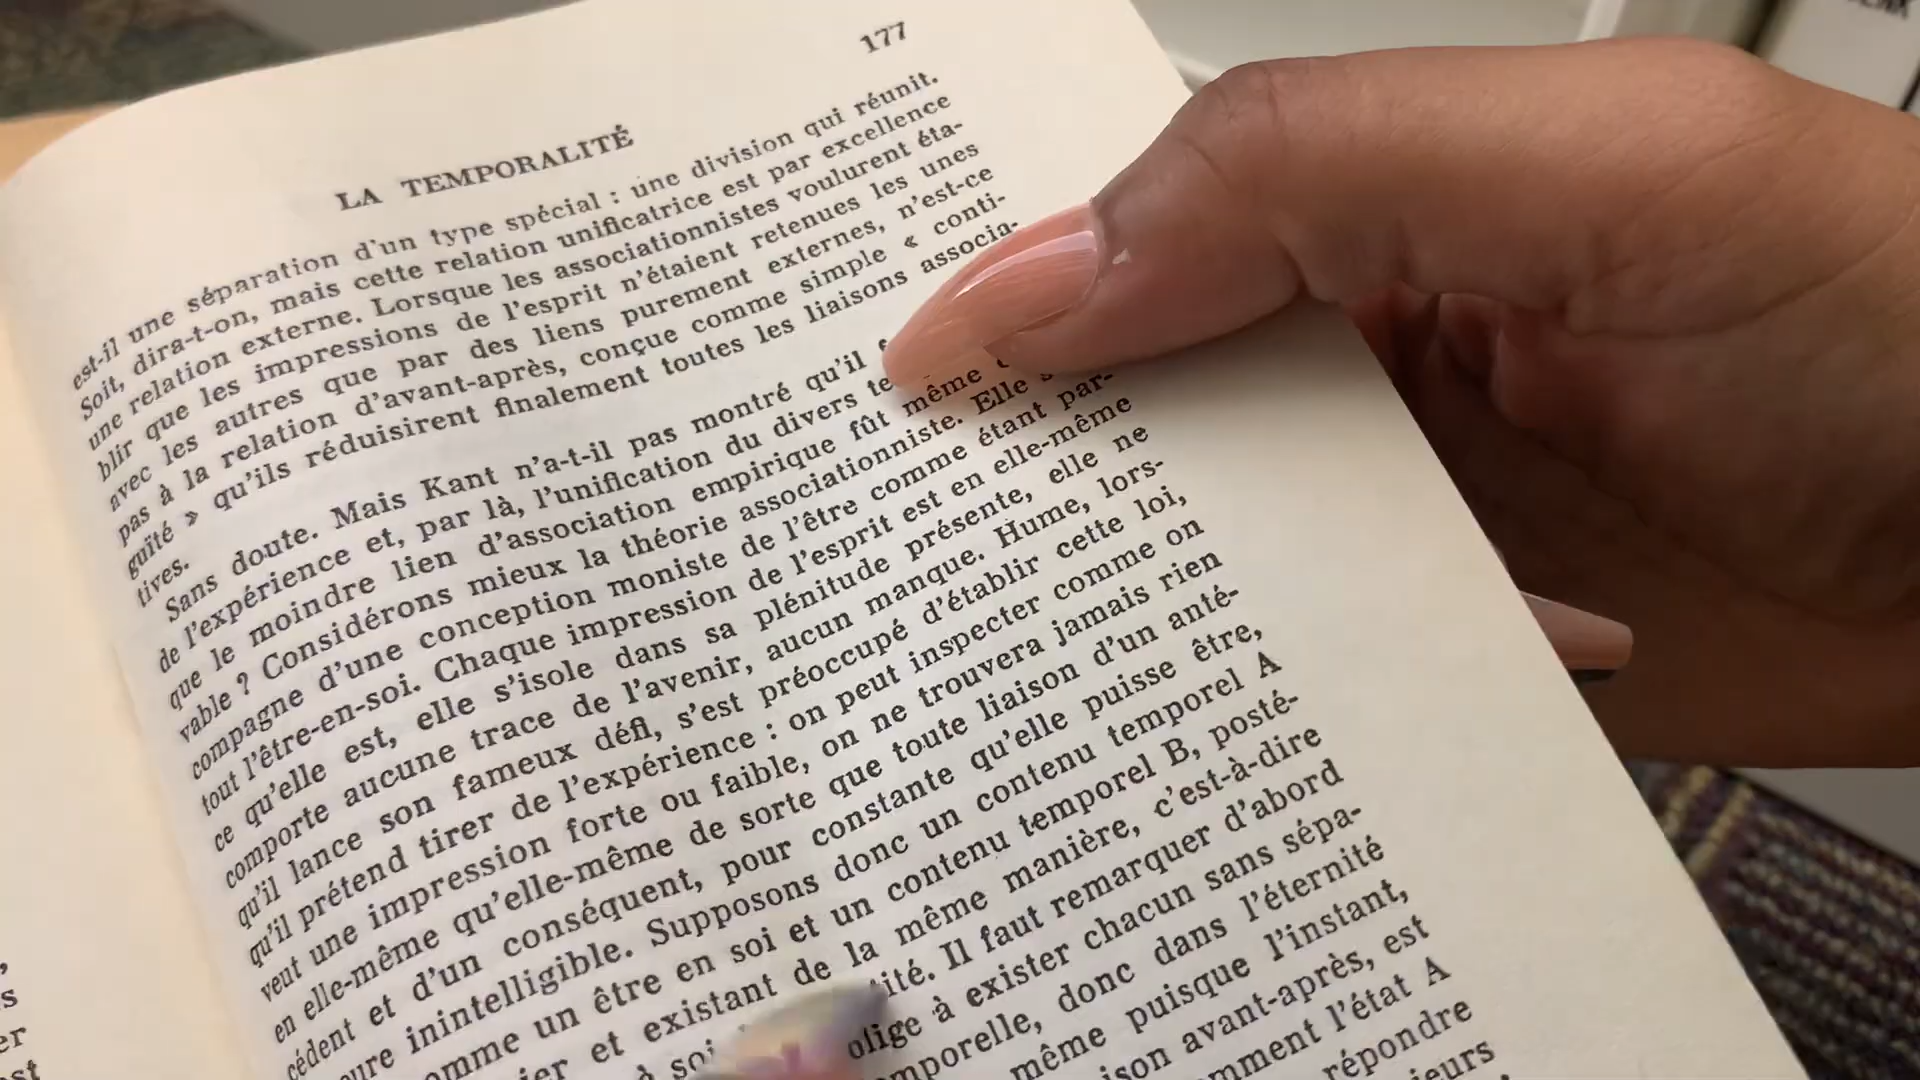 177
LA TEMPORALITÉ
est-il une séparation d'un type spécial : une division qui réunit.
Soit, dira-t-on, mais cette relation unificatrice est par excellence
une relation externe. Lorsque les associationnistes voulurent éta-
blir que les impressions de l'esprit n'étaient retenues les unes
avec les autres que par des liens purement externes, n'est-ce
pas à la relation d'avant-après, conçue comme simple « conti-
guïté » qu'ils réduisirent finalement toutes les liaisons associa-
tives.
Sans doute. Mais Kant n'a-t-il pas montré qu'il
de l'expérience et, par là, l'unification du divers
que le moindre lien d'association empirique fût même
vable ? Considérons mieux la théorie associationniste. Elle
compagne d'une conception moniste de l'être comme étant par-
tout l'être-en-soi. Chaque impression de l'esprit est en elle-même
ce qu'elle est, elle s'isole dans sa plénitude présente, elle ne
comporte aucune trace de l'avenir, aucun manque. Hume, lors-
qu'il lance son fameux défi, s'est préoccupé d'établir cette loi,
qu'il prétend tirer de l'expérience : on peut inspecter comme on
veut une impression forte ou faible, on ne trouvera jamais rien
en elle-même qu'elle-même de sorte que toute liaison d'un anté-
cédent et d'un conséquent, pour constante qu'elle puisse être,
inintelligible. Supposons donc un contenu temporel A
un être en soi et un contenu temporel B, posté-
et existant de la même manière, c'est-à-dire
à Il faut remarquer d'abord
à exister chacun sans sépa-
donc dans l'éternité
même puisque l'instant,
avant-après, est
l'état A
répondre